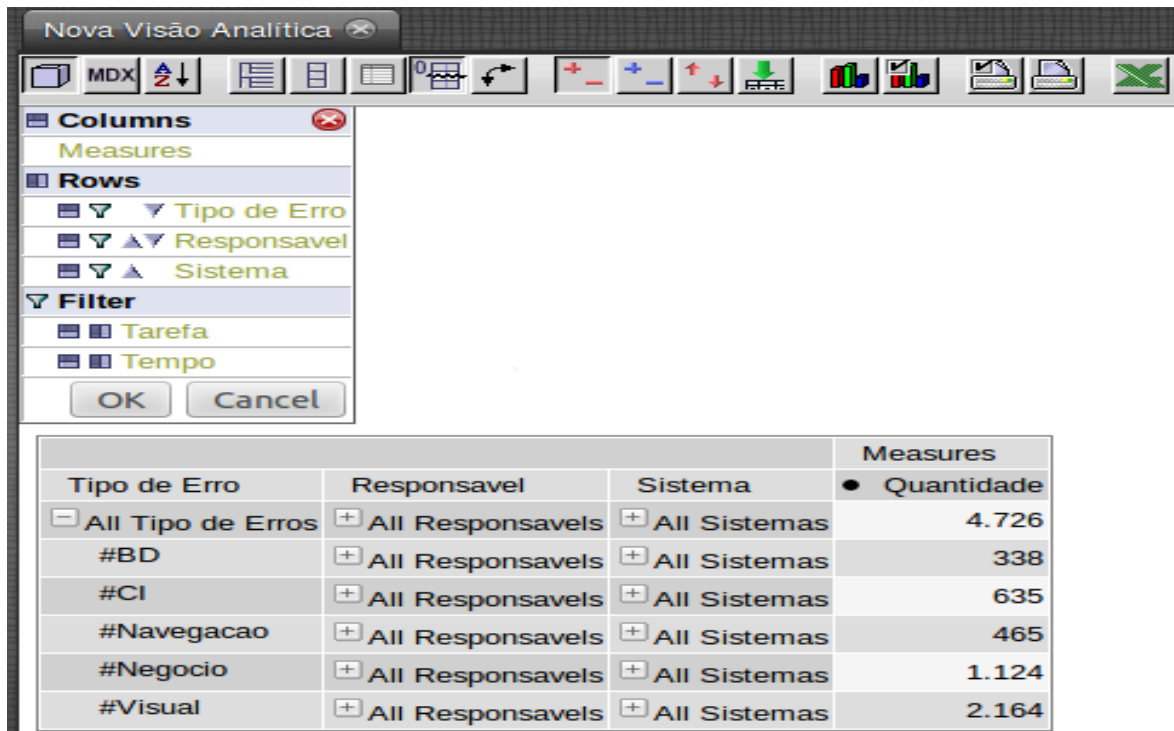 Nova Visão Analítica
MDX A Z 0
Columns
Measures
Rows
Tipo de Erro
Responsavel
Sistema
Filter
Tarefa
Tempo
OK Cancel
Measures
Tipo de Erro Responsavel Sistema Quantidade
All Tipo de Erros All Responsavels All Sistemas 4.726
#BD All Responsavels All Sistemas 338
#CI All Responsavels All Sistemas 635
#Navegacao All Responsavels All Sistemas 465
#Negocio All Responsavels All Sistemas 1.124
#Visual All Responsavels All Sistemas 2.164